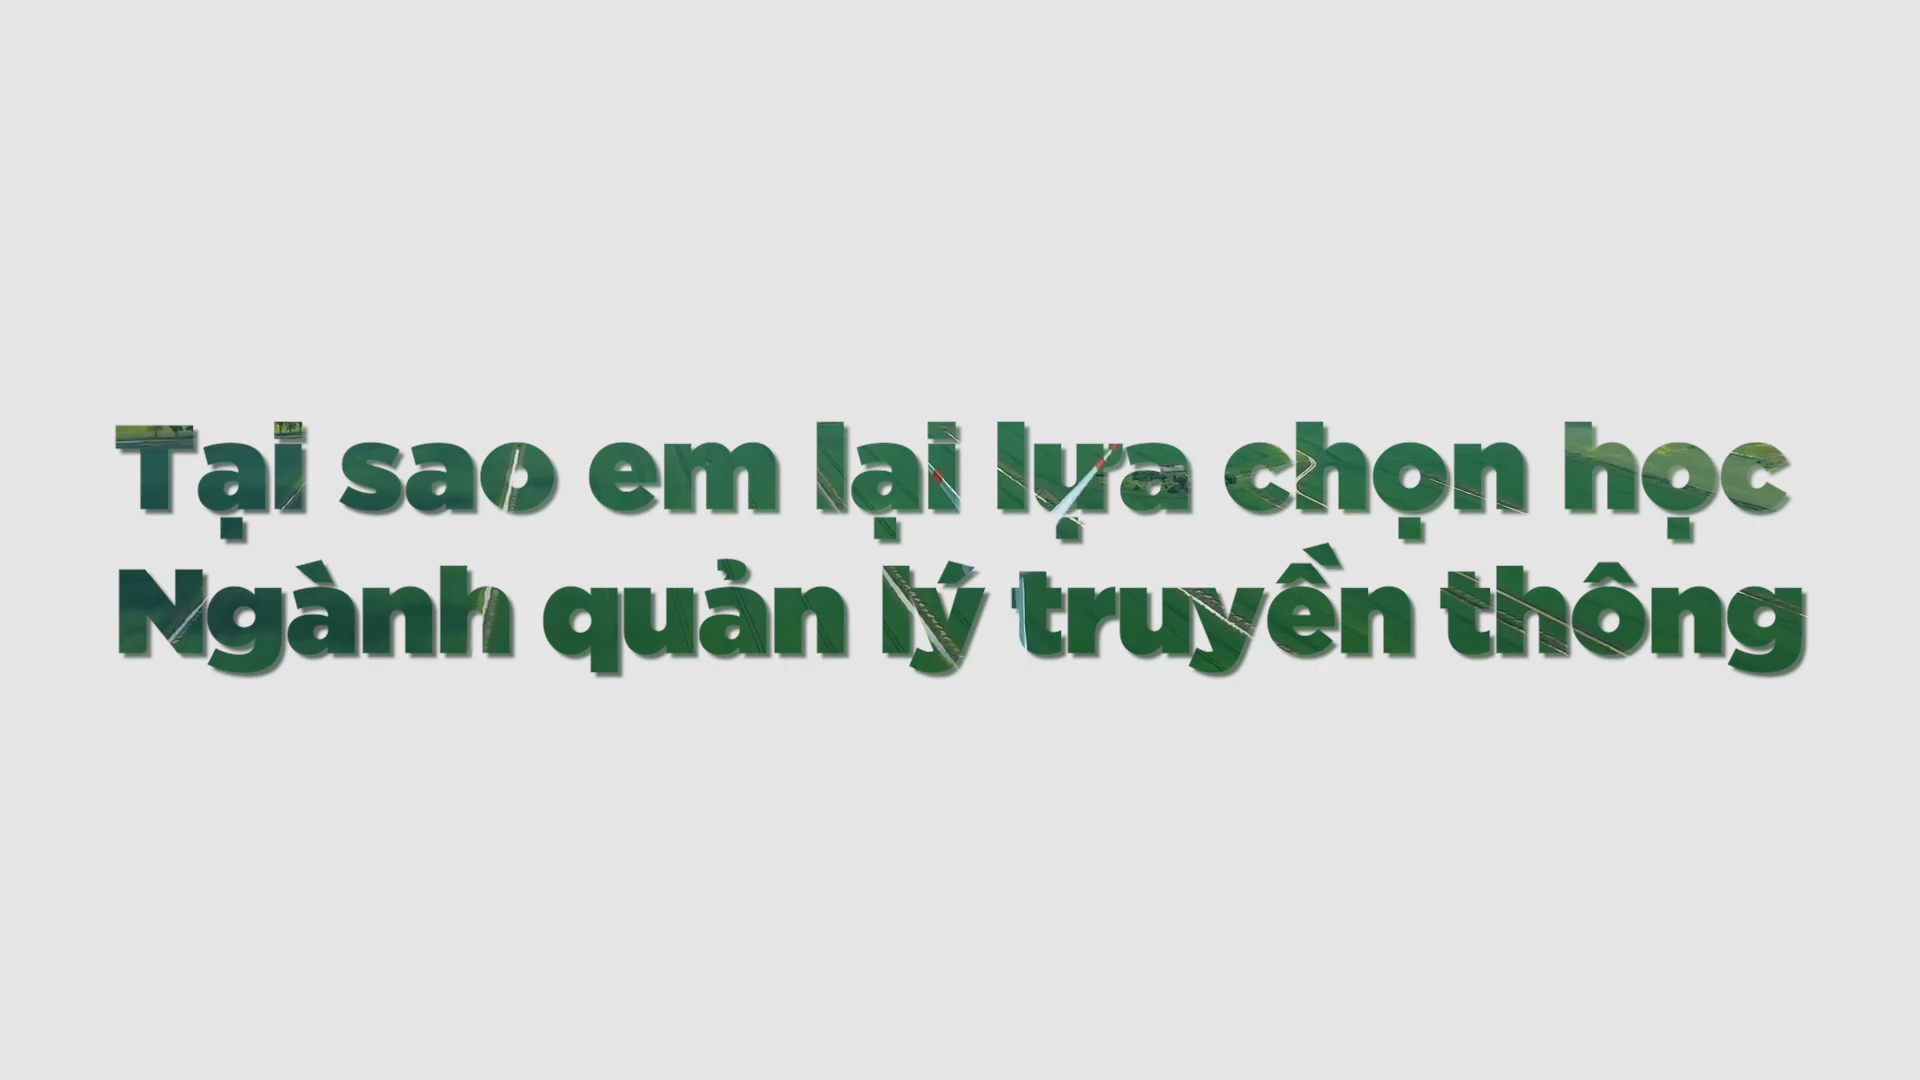 Tại sao em lại lựa chọn học
Ngành quản lý truyền thông